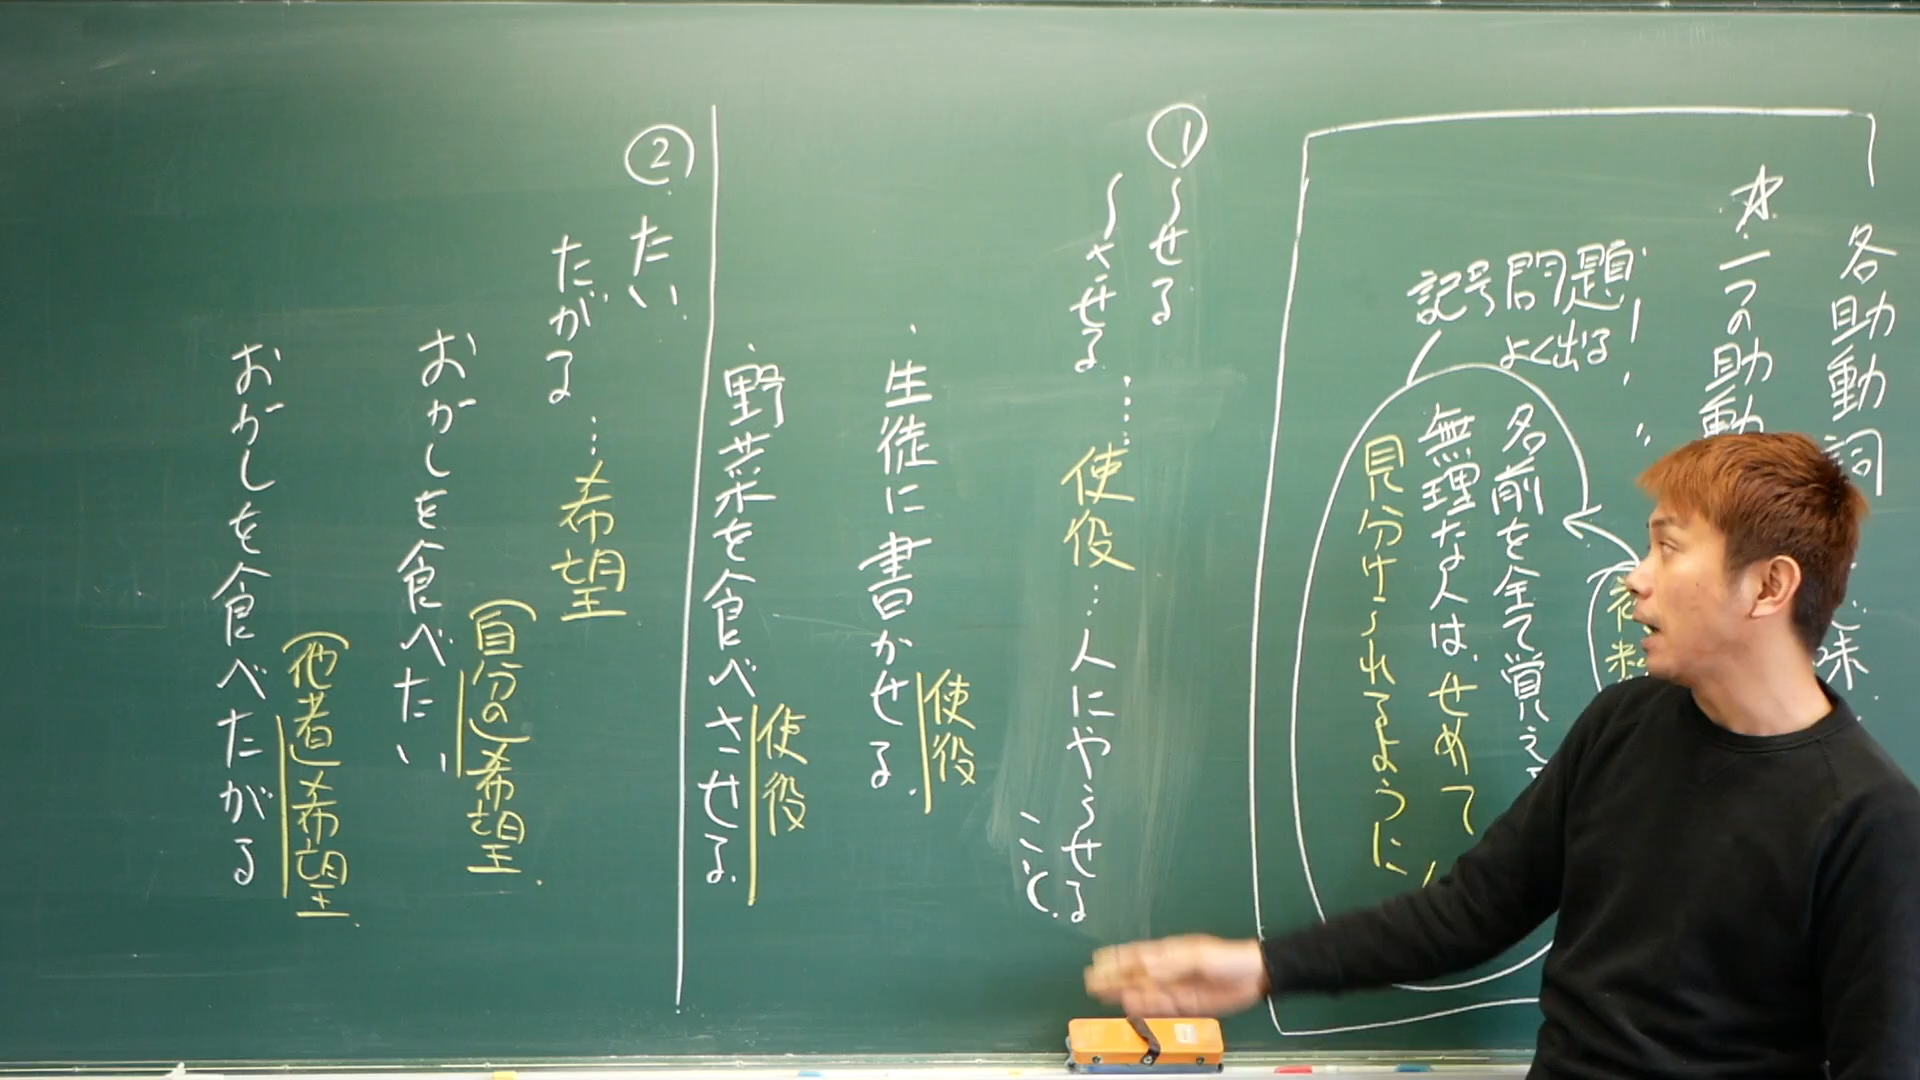 各助動詞
味
※一つの助動
記号問題
よく出る!
名前を全て覚え
無理な人は、せめて
見分けられるように
①～せる
～させる
……使役…人にやらせる
こと。
・生徒に書かせる。
使役
・野菜を食べさせる。
使役
②たい
たがる
…希望
おかしを食べたい
(自分の)希望
おかしを食べたがる
(他者)希望